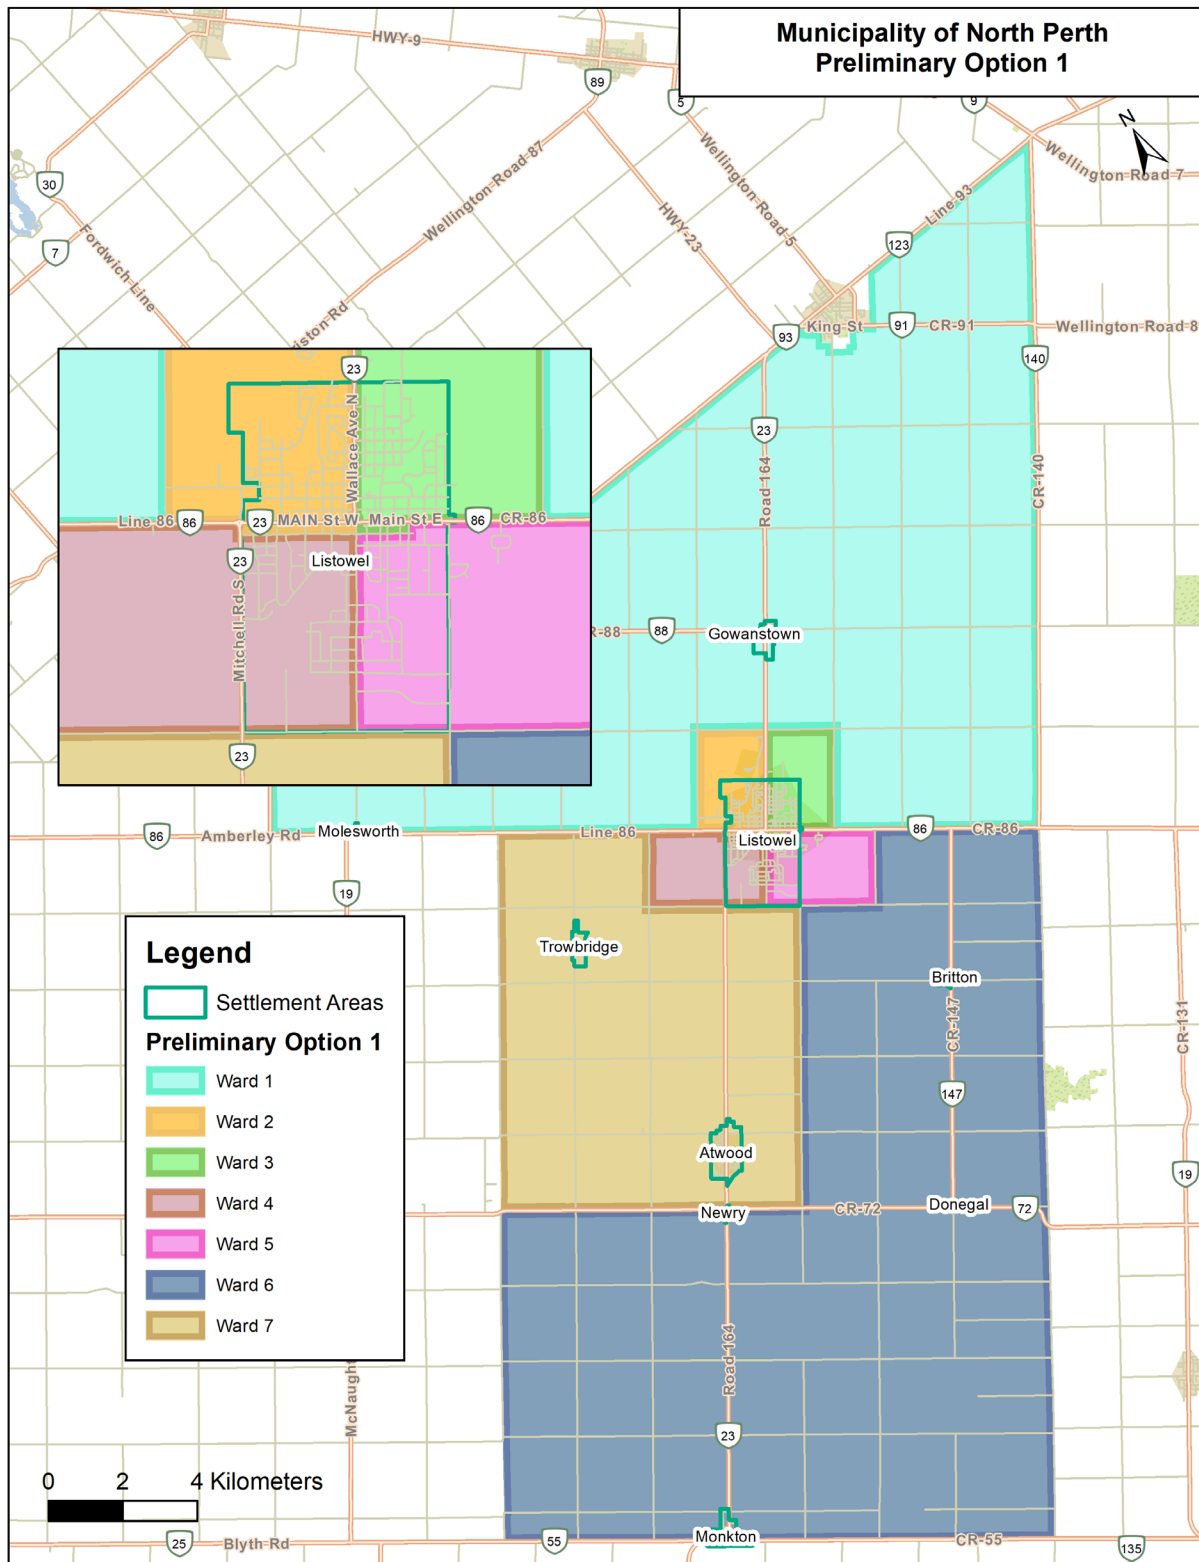 Municipality of North Perth
Preliminary Option 1
HWY-9
89
5
9
N
Wellington Road 7
30
7
Fordwich Line
Wellington Road 87
HWY-23
Wellington Road 5
Line 93
123
93
King St
91
CR-91
Wellington Road 8
140
riston Rd
23
Road 164
CR-140
23
Wallace Ave N
Line 86
86
23
MAIN St W
Main St E
86
CR-86
23
Listowel
Mitchell Rd S
23
R-88
88
Gowanstown
86
Amberley Rd
Molesworth
Line 86
Listowel
86
CR-86
19
Trowbridge
Britton
CR-147
147
CR-131
Atwood
19
Newry
CR-72
Donegal
72
Legend
Settlement Areas
Preliminary Option 1
Ward 1
Ward 2
Ward 3
Ward 4
Ward 5
Ward 6
Ward 7
McNaught
Road 164
23
0 2 4 Kilometers
25
Blyth Rd
55
Monkton
CR-55
135